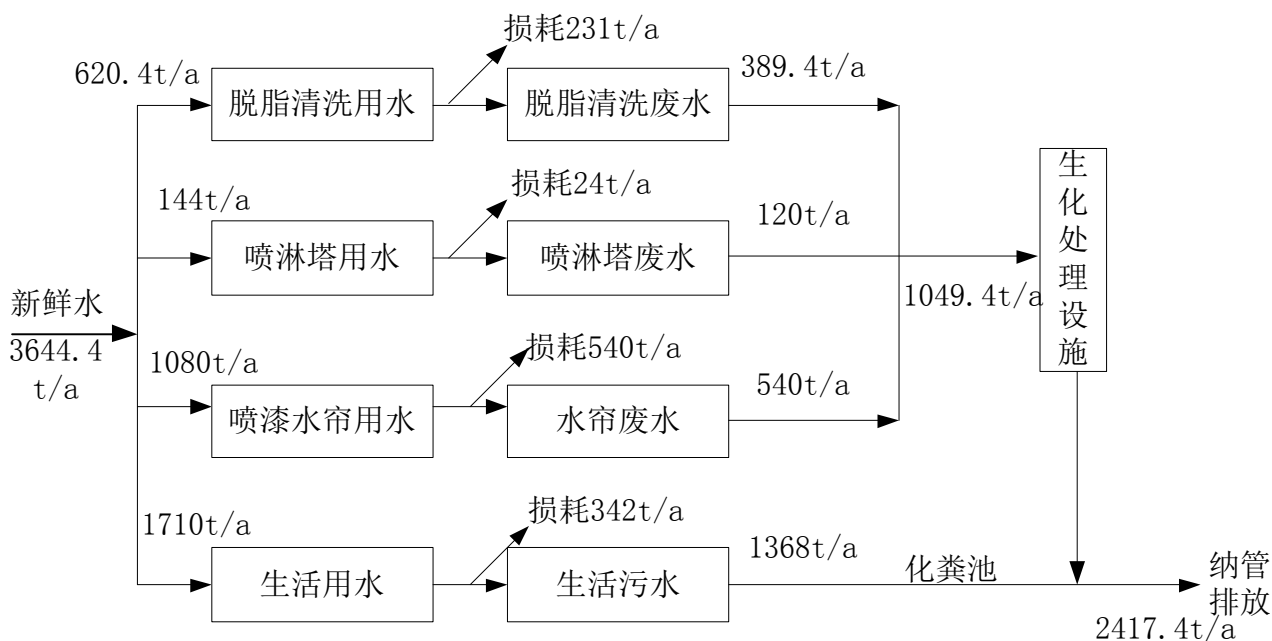 损耗231t/a
620.4t/a
389.4t/a
脱脂清洗用水
脱脂清洗废水
生化处理设施
损耗24t/a
144t/a
120t/a
喷淋塔用水
喷淋塔废水
1049.4t/a
新鲜水
3644.4
t/a
损耗540t/a
1080t/a
540t/a
喷漆水帘用水
水帘废水
损耗342t/a
1710t/a
1368t/a
生活用水
生活污水
化粪池
纳管
排放
2417.4t/a